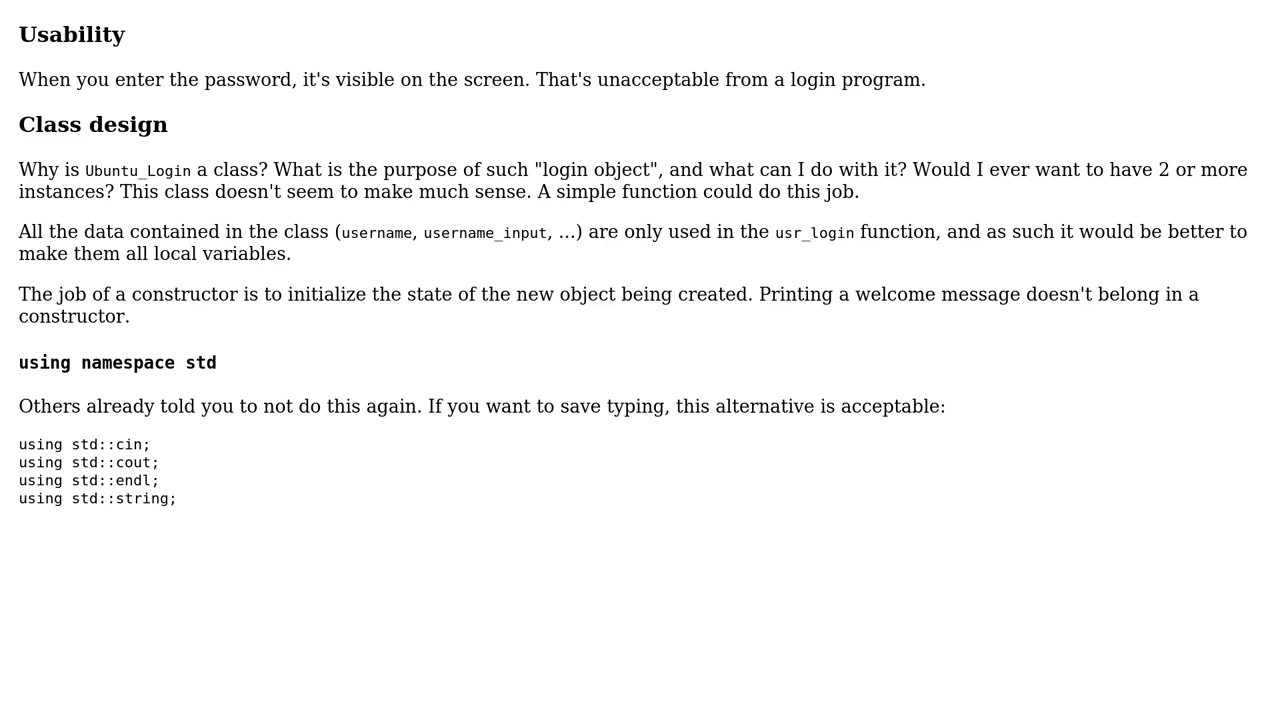 Usability
When you enter the password, it's visible on the screen. That's unacceptable from a login program.
Class design
Why is Ubuntu_Login a class? What is the purpose of such "login object", and what can I do with it? Would I ever want to have 2 or more
instances? This class doesn't seem to make much sense. A simple function could do this job.
All the data contained in the class (username, username_input, ...) are only used in the usr_login function, and as such it would be better to
make them all local variables.
The job of a constructor is to initialize the state of the new object being created. Printing a welcome message doesn't belong in a
constructor.
using namespace std
Others already told you to not do this again. If you want to save typing, this alternative is acceptable:
using std::cin;
using std::cout;
using std::endl;
using std::string;